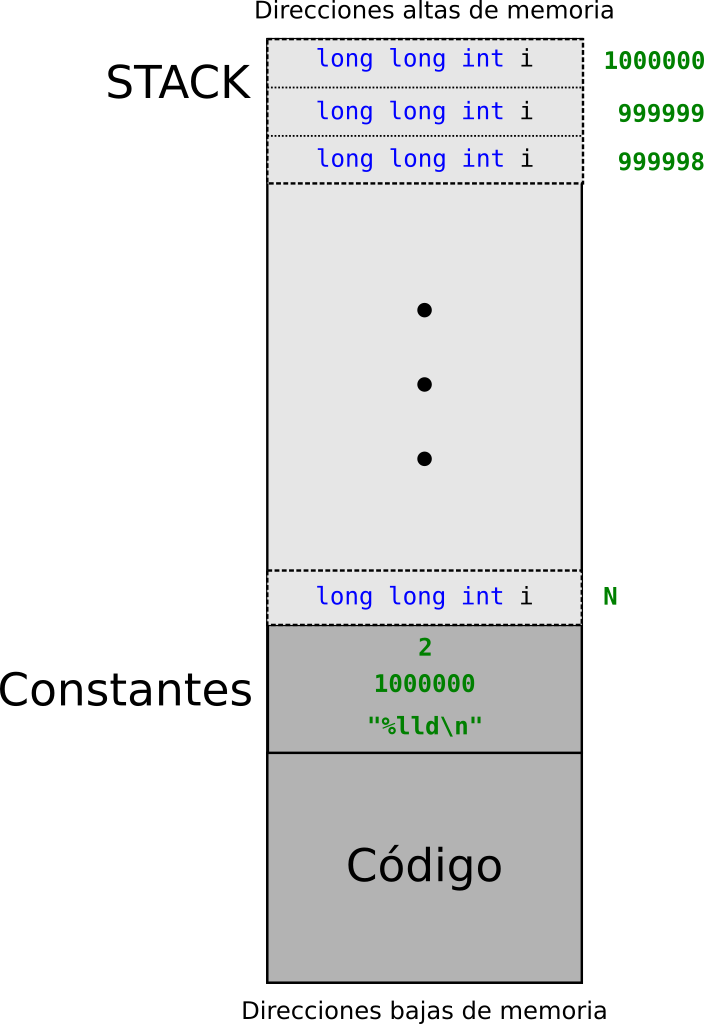 Direcciones altas de memoria
STACK
long long int i 1000000
long long int i 999999
long long int i 999998
long long int i N
Constantes
2
1000000
"%lld\n"
Código
Direcciones bajas de memoria